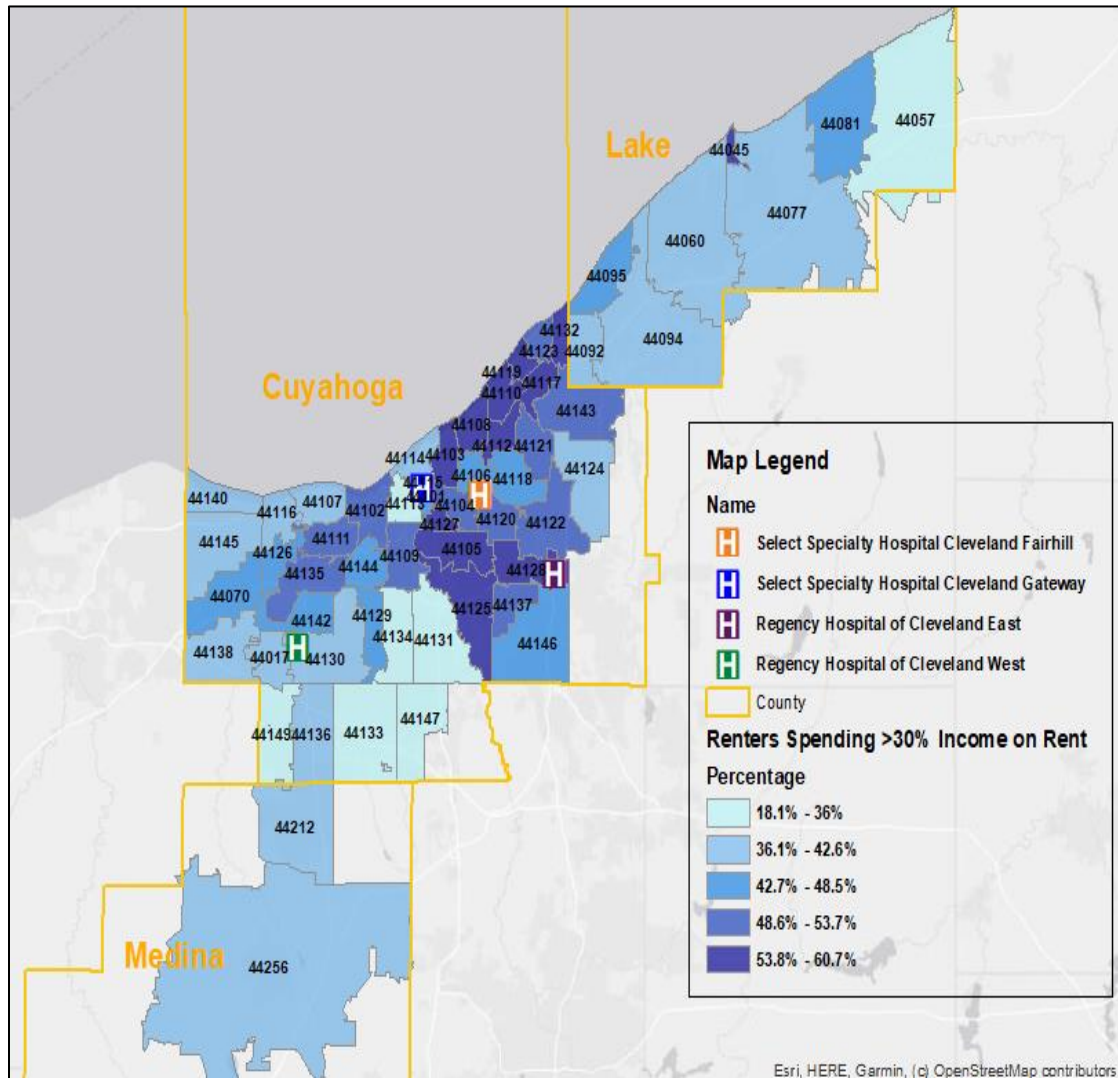 Lake
44081
44057
44045
44077
44060
44095
44094
44132
44092
44123
44119
44117
44110
Cuyahoga
44143
44108
44112
44121
44103
44114
44124
44106
44118
44140
44107
44113
44104
44116
44102
44127
44120
44122
44145
44126
44111
44109
44105
44144
44128
44135
44070
44125
44137
44142
44129
44134
44131
44146
44138
44017
44130
44149
44136
44133
44147
44212
Medina
44256
H
H
H
H
Map Legend
Name
H Select Specialty Hospital Cleveland Fairhill
H Select Specialty Hospital Cleveland Gateway
H Regency Hospital of Cleveland East
H Regency Hospital of Cleveland West
County
Renters Spending >30% Income on Rent
Percentage
18.1% - 36%
36.1% - 42.6%
42.7% - 48.5%
48.6% - 53.7%
53.8% - 60.7%
Esri, HERE, Garmin, (c) OpenStreetMap contributors